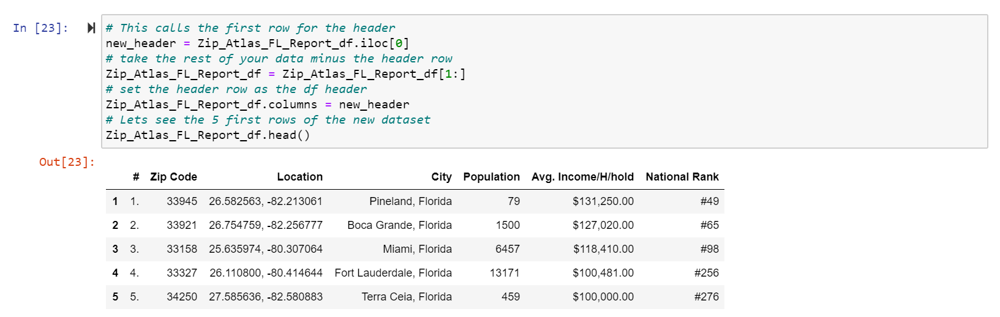 In [23]:
# This calls the first row for the header
new_header = Zip_Atlas_FL_Report_df.iloc[0]
# take the rest of your data minus the header row
Zip_Atlas_FL_Report_df = Zip_Atlas_FL_Report_df[1:]
# set the header row as the df header
Zip_Atlas_FL_Report_df.columns = new_header
# Lets see the 5 first rows of the new dataset
Zip_Atlas_FL_Report_df.head()
Out[23]:
# Zip Code Location City Population Avg. Income/H/hold National Rank
1 1. 33945 26.582563, -82.213061 Pineland, Florida 79 $131,250.00 #49
2 2. 33921 26.754759, -82.256777 Boca Grande, Florida 1500 $127,020.00 #65
3 3. 33158 25.635974, -80.307064 Miami, Florida 6457 $118,410.00 #98
4 4. 33327 26.110800, -80.414644 Fort Lauderdale, Florida 13171 $100,481.00 #256
5 5. 34250 27.585636, -82.580883 Terra Ceia, Florida 459 $100,000.00 #276